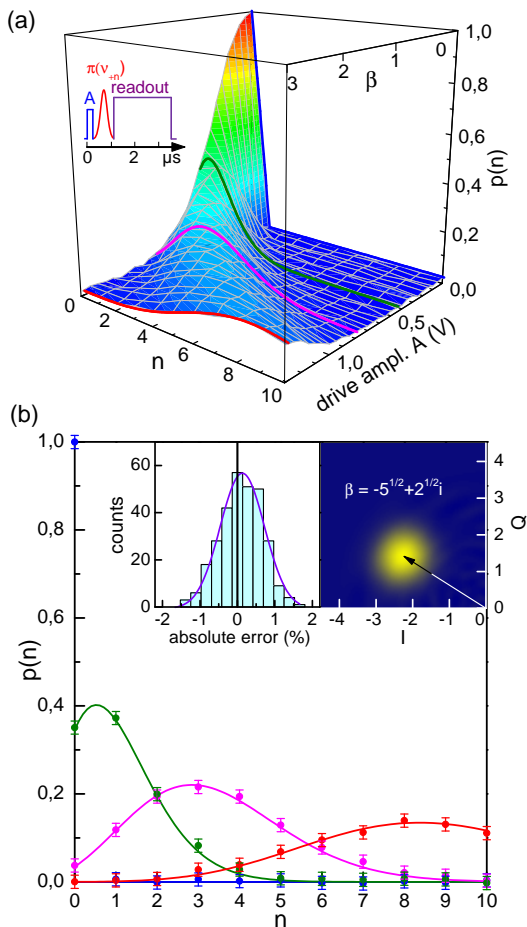 (a)
π(ν₊ₙ)
A
readout
0 2 μs
3 2 1 0
β
1,0
0,8
0,6
0,4
0,2
0,0
p(n)
0 2 4 6 8 10
n
1,0 0,5
drive ampl. A (V)
(b)
1,0
0,8
0,6
0,4
0,2
0,0
p(n)
60
40
20
0
counts
-2 -1 0 1 2
absolute error (%)
β = -5^1/2+2^1/2i
4
3
2
1
0
Q
-4 -3 -2 -1 0
I
0 1 2 3 4 5 6 7 8 9 10
n